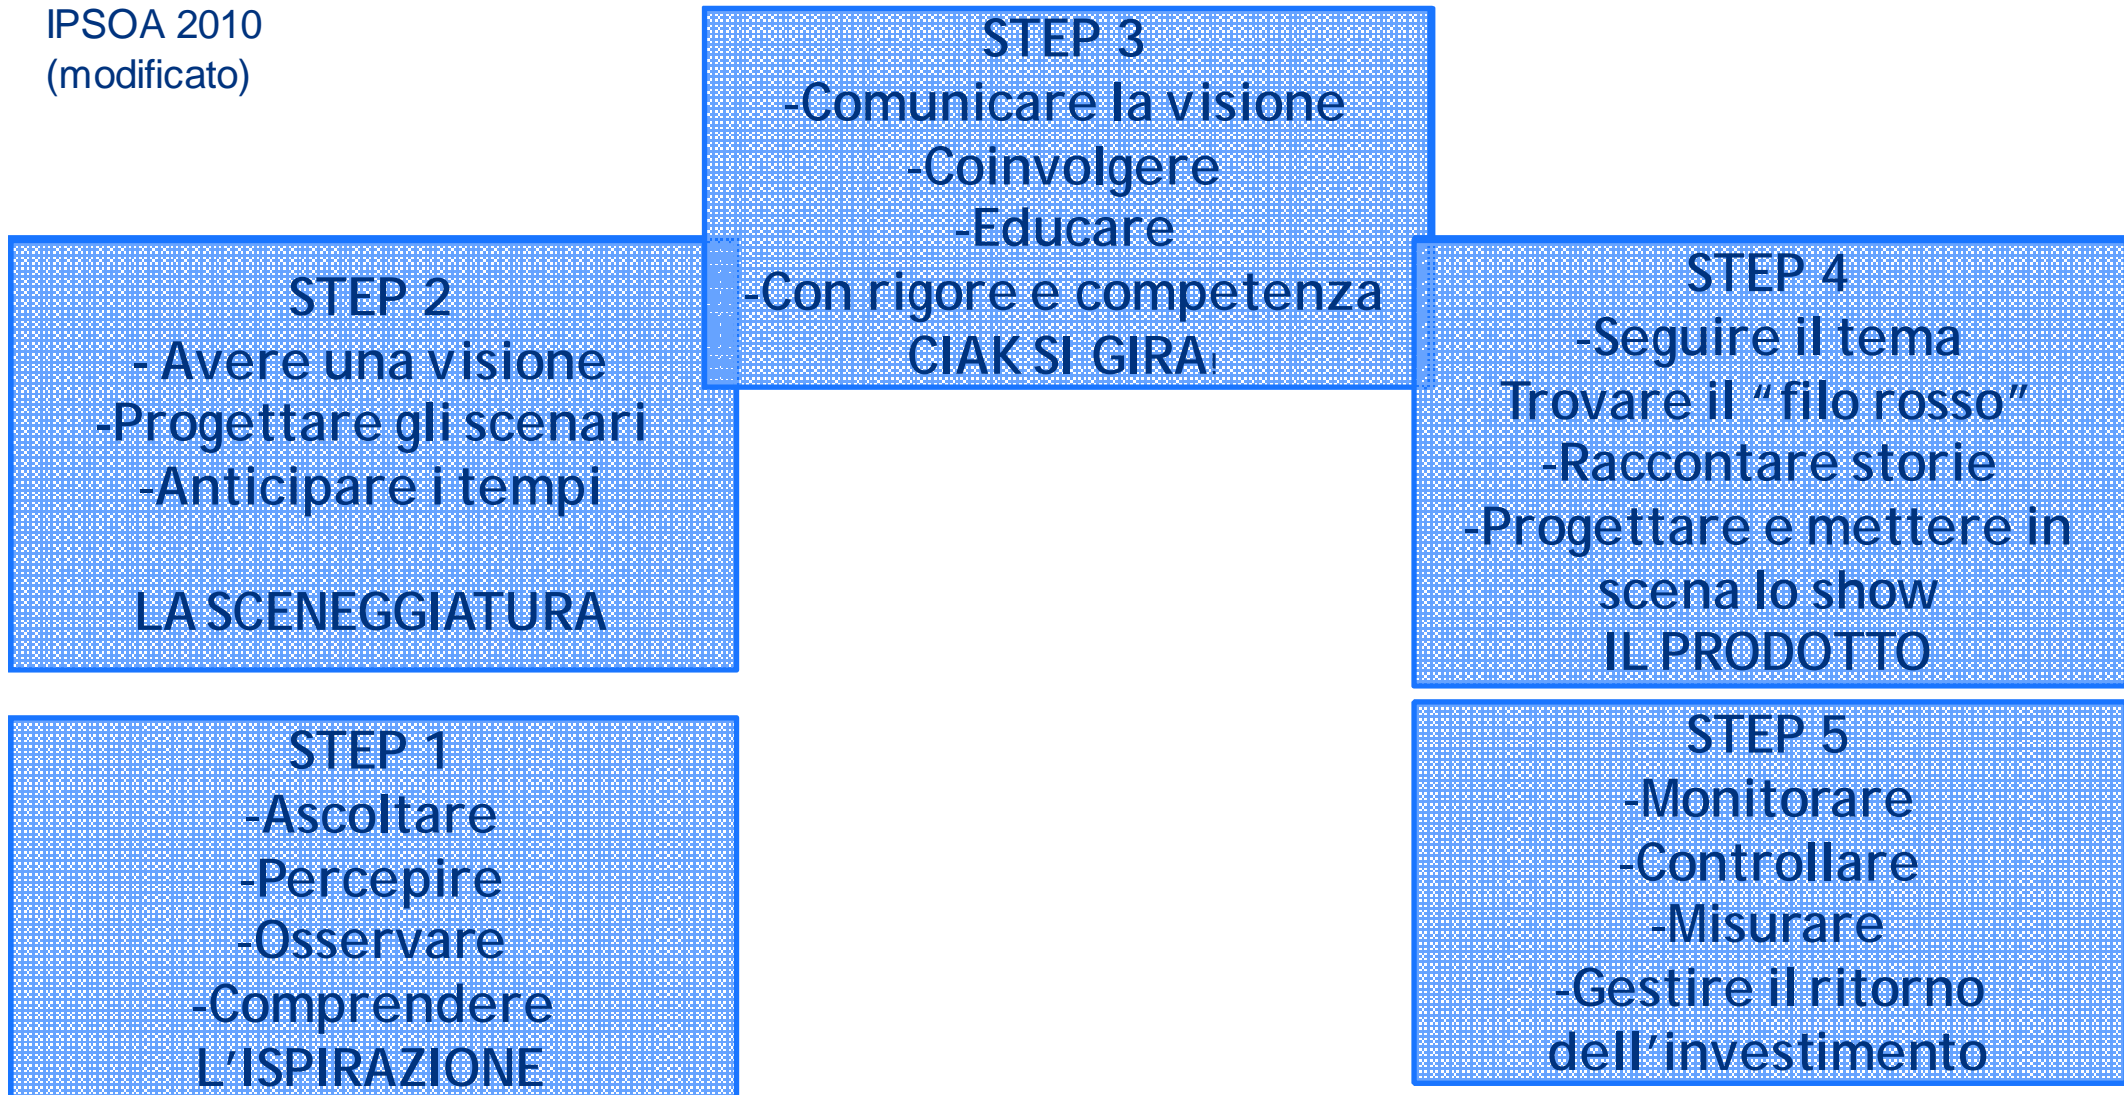 IPSOA 2010
(modificato)
STEP 3
-Comunicare la visione
-Coinvolgere
-Educare
-Con rigore e competenza
CIAK SI GIRA!
STEP 2
- Avere una visione
-Progettare gli scenari
-Anticipare i tempi
LA SCENEGGIATURA
STEP 4
-Seguire il tema
Trovare il “filo rosso”
-Raccontare storie
-Progettare e mettere in
scena lo show
IL PRODOTTO
STEP 1
-Ascoltare
-Percepire
-Osservare
-Comprendere
L’ISPIRAZIONE
STEP 5
-Monitorare
-Controllare
-Misurare
-Gestire il ritorno
dell’investimento